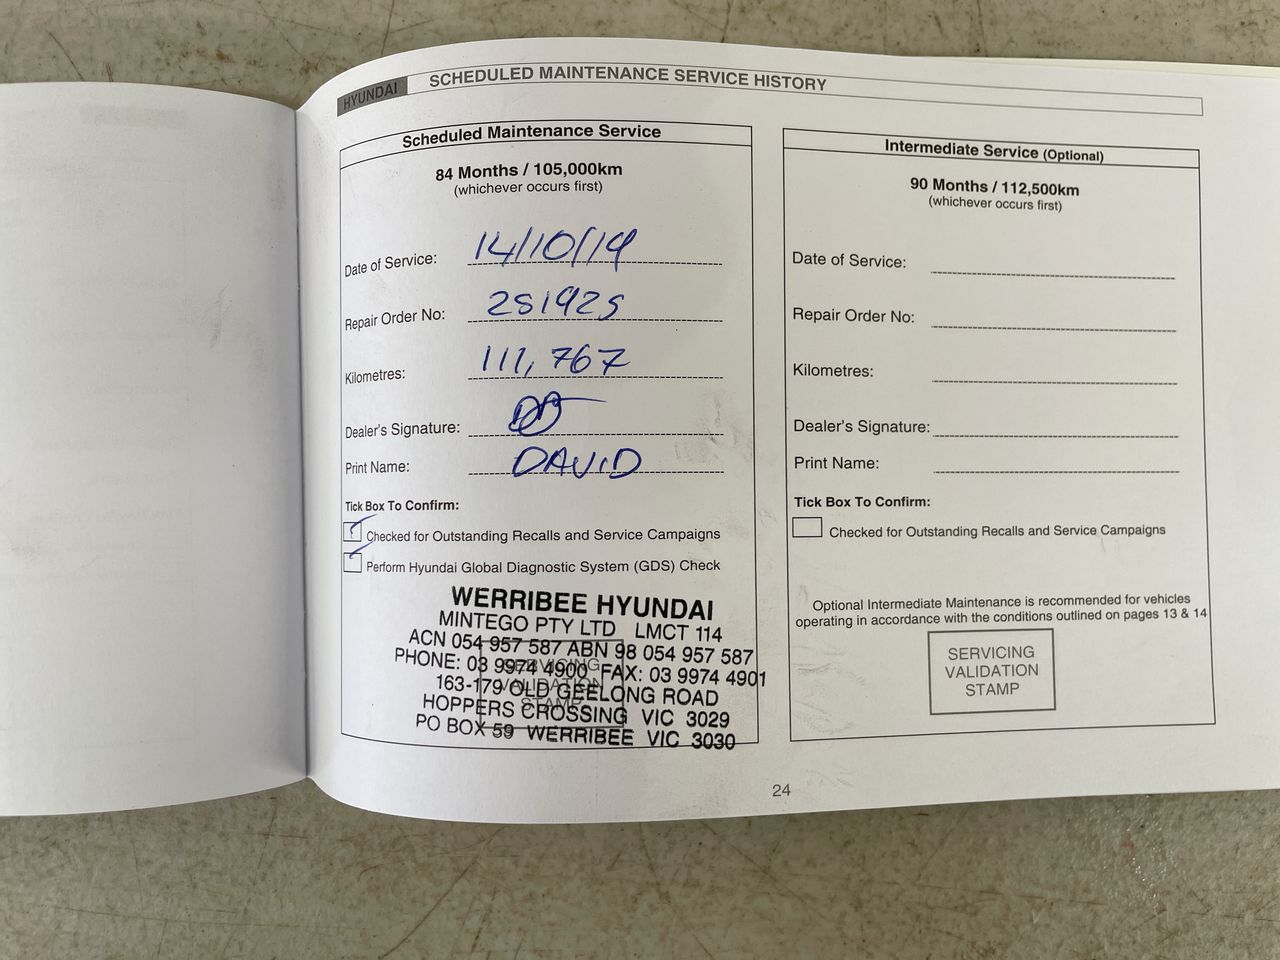 HYUNDAI SCHEDULED MAINTENANCE SERVICE HISTORY
Scheduled Maintenance Service
84 Months / 105,000km
(whichever occurs first)
Date of Service: 14/10/19
Repair Order No: 251925
Kilometres: 111,767
Dealer's Signature:
Print Name: DAVID
Tick Box To Confirm:
Checked for Outstanding Recalls and Service Campaigns
Perform Hyundai Global Diagnostic System (GDS) Check
WERRIBEE HYUNDAI
MINTEGO PTY LTD LMCT 114
ACN 054 957 587 ABN 98 054 957 587
PHONE: 03 9974 4900 FAX: 03 9974 4901
163-179 OLD GEELONG ROAD
HOPPERS CROSSING VIC 3029
PO BOX 59 WERRIBEE VIC 3030
SERVICING
VALIDATION
STAMP
Intermediate Service (Optional)
90 Months / 112,500km
(whichever occurs first)
Date of Service:
Repair Order No:
Kilometres:
Dealer's Signature:
Print Name:
Tick Box To Confirm:
Checked for Outstanding Recalls and Service Campaigns
Optional Intermediate Maintenance is recommended for vehicles
operating in accordance with the conditions outlined on pages 13 & 14
SERVICING
VALIDATION
STAMP
24